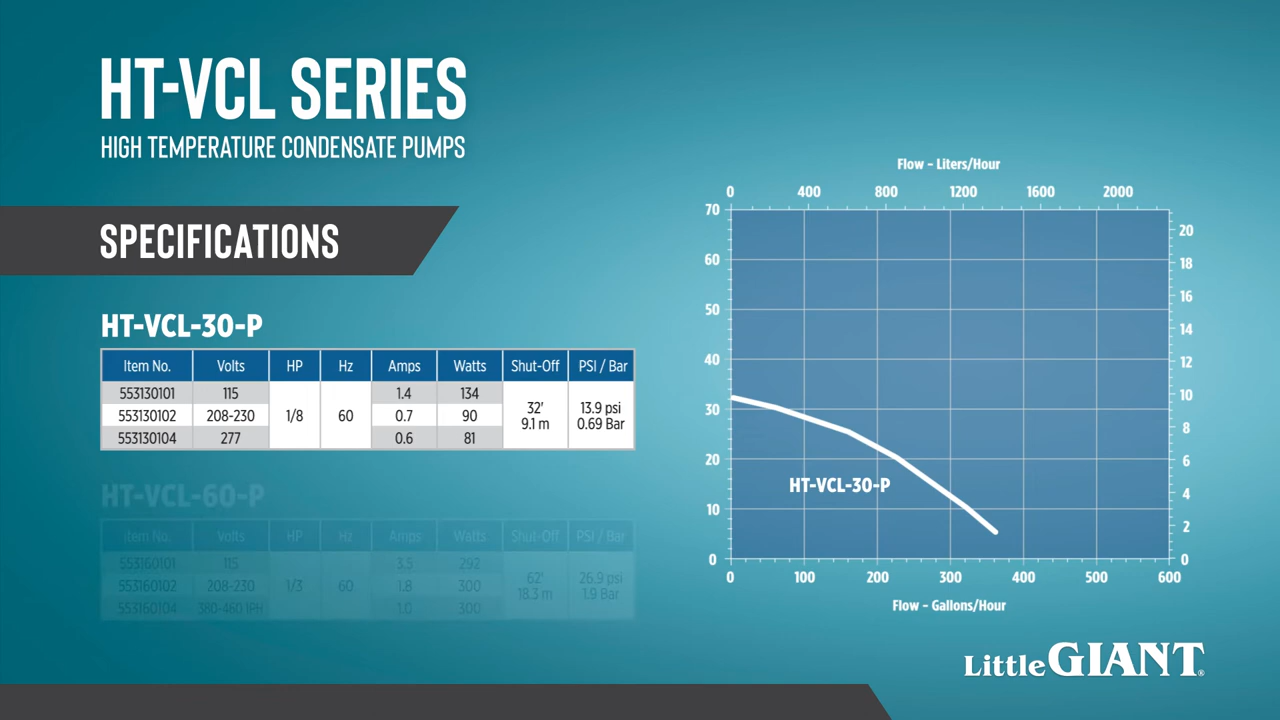 HT-VCL SERIES
HIGH TEMPERATURE CONDENSATE PUMPS
SPECIFICATIONS
HT-VCL-30-P
Item No. Volts HP Hz Amps Watts Shut-Off PSI / Bar
553130101 115 1.4 134
553130102 208-230 1/8 60 0.7 90 32' 9.1 m 13.9 psi 0.69 Bar
553130104 277 0.6 81
HT-VCL-60-P
Item No. Volts HP Hz Amps Watts Shut-Off PSI / Bar
553160101 115 3.5 292
553160102 208-230 1/3 60 1.8 300 62' 18.3 m 26.9 psi 1.9 Bar
553160104 380-460 1PH 1.0 300
Flow - Liters/Hour
0 400 800 1200 1600 2000
70
60
50
40
30
20
10
0
20
18
16
14
12
10
8
6
4
2
0
HT-VCL-30-P
0 100 200 300 400 500 600
Flow - Gallons/Hour
Little GIANT®